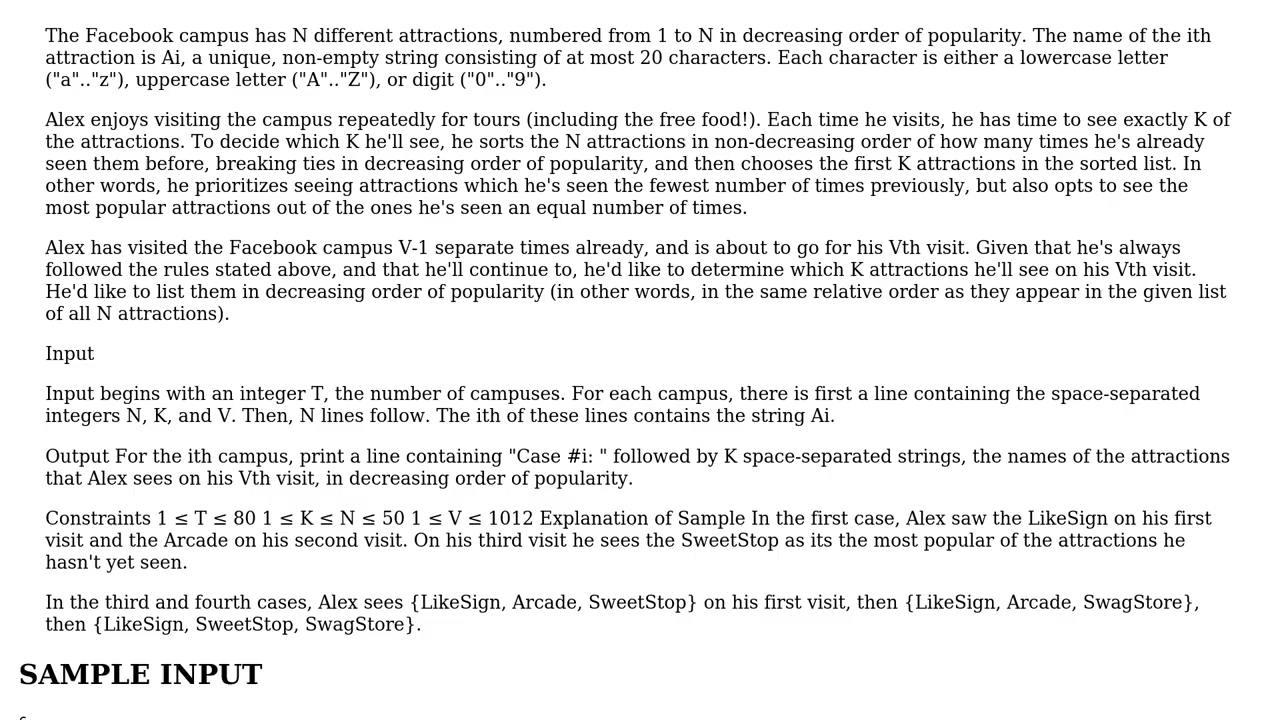 The Facebook campus has N different attractions, numbered from 1 to N in decreasing order of popularity. The name of the ith
attraction is Ai, a unique, non-empty string consisting of at most 20 characters. Each character is either a lowercase letter
("a".."z"), uppercase letter ("A".."Z"), or digit ("0".."9").
Alex enjoys visiting the campus repeatedly for tours (including the free food!). Each time he visits, he has time to see exactly K of
the attractions. To decide which K he'll see, he sorts the N attractions in non-decreasing order of how many times he's already
seen them before, breaking ties in decreasing order of popularity, and then chooses the first K attractions in the sorted list. In
other words, he prioritizes seeing attractions which he's seen the fewest number of times previously, but also opts to see the
most popular attractions out of the ones he's seen an equal number of times.
Alex has visited the Facebook campus V-1 separate times already, and is about to go for his Vth visit. Given that he's always
followed the rules stated above, and that he'll continue to, he'd like to determine which K attractions he'll see on his Vth visit.
He'd like to list them in decreasing order of popularity (in other words, in the same relative order as they appear in the given list
of all N attractions).
Input
Input begins with an integer T, the number of campuses. For each campus, there is first a line containing the space-separated
integers N, K, and V. Then, N lines follow. The ith of these lines contains the string Ai.
Output For the ith campus, print a line containing "Case #i: " followed by K space-separated strings, the names of the attractions
that Alex sees on his Vth visit, in decreasing order of popularity.
Constraints 1 ≤ T ≤ 80 1 ≤ K ≤ N ≤ 50 1 ≤ V ≤ 1012 Explanation of Sample In the first case, Alex saw the LikeSign on his first
visit and the Arcade on his second visit. On his third visit he sees the SweetStop as its the most popular of the attractions he
hasn't yet seen.
In the third and fourth cases, Alex sees {LikeSign, Arcade, SweetStop} on his first visit, then {LikeSign, Arcade, SwagStore},
then {LikeSign, SweetStop, SwagStore}.
SAMPLE INPUT